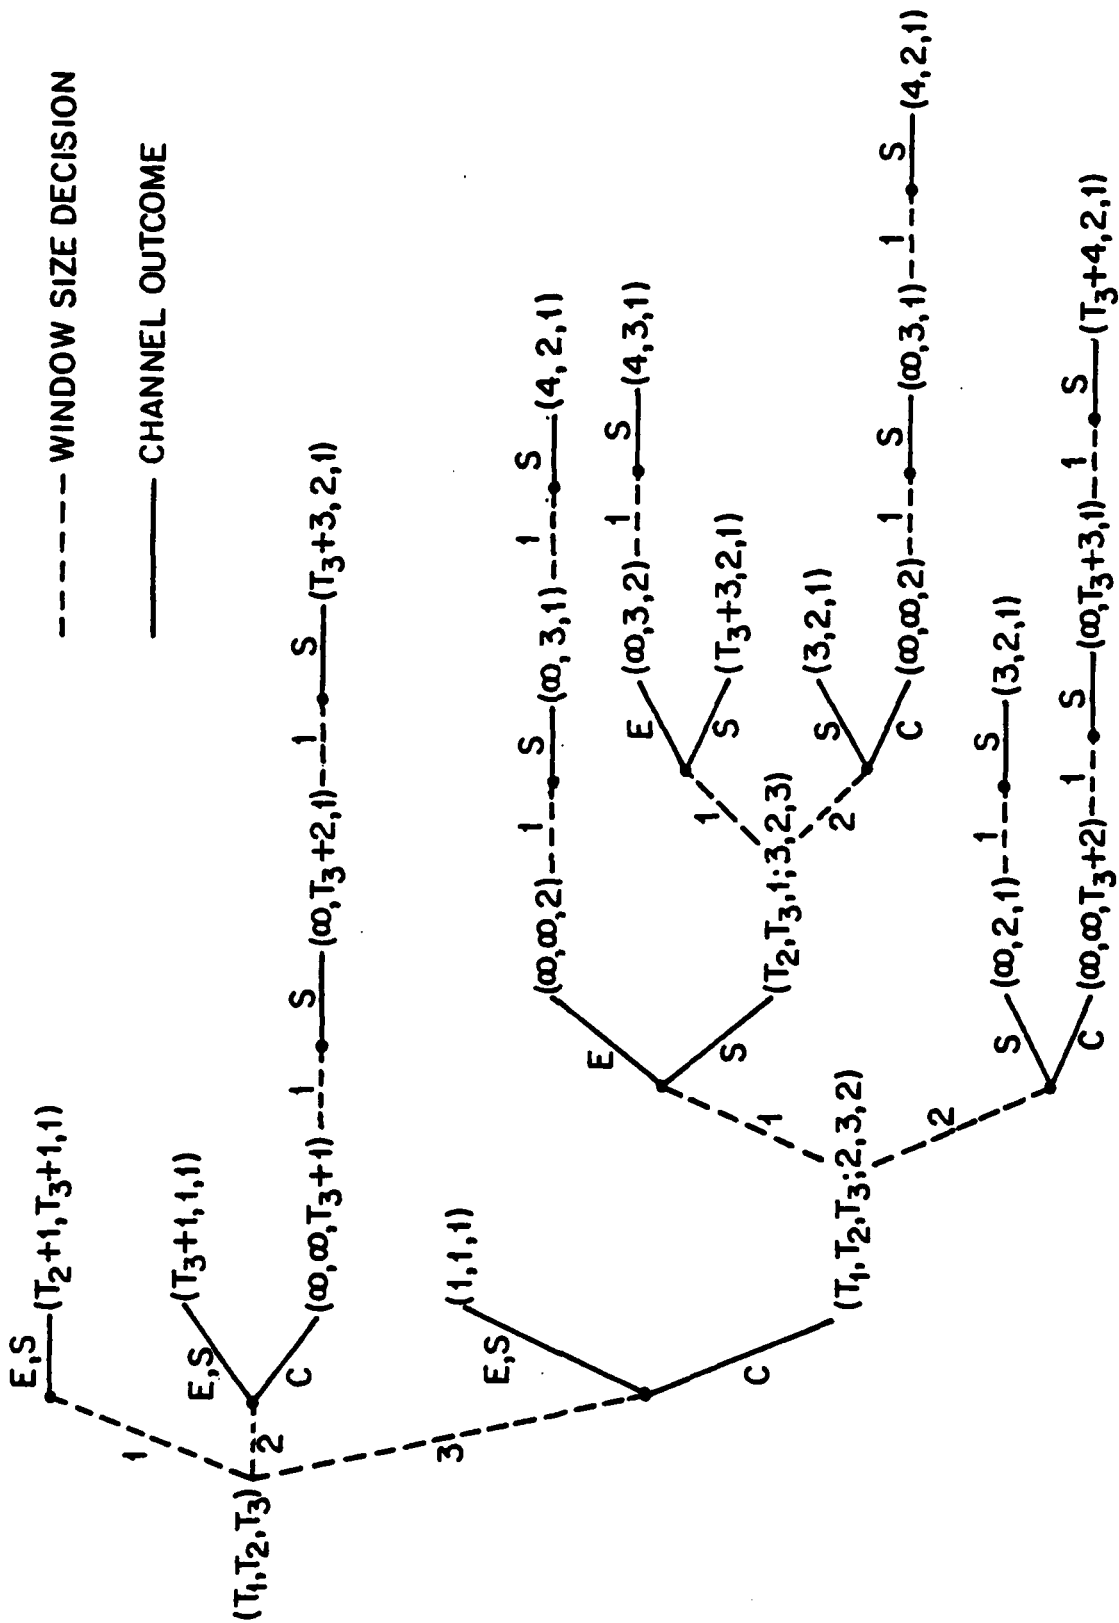 ---- WINDOW SIZE DECISION
—— CHANNEL OUTCOME
(T₁,T₂,T₃)
1
E,S
(T₂+1,T₃+1,1)
2
E,S
(T₃+1,1,1)
C
(∞,∞,T₃+1)
1
S
(∞,T₃+2,1)
1
S
(T₃+3,2,1)
3
E,S
(1,1,1)
C
(T₁,T₂,T₃;2,3,2)
1
E
(∞,∞,2)
1
S
(∞,3,1)
1
S
(4,2,1)
S
(T₂,T₃,1;3,2,3)
1
E
(∞,3,2)
1
S
(4,3,1)
S
(T₃+3,2,1)
2
S
(3,2,1)
C
(∞,∞,2)
1
S
(∞,3,1)
1
S
(4,2,1)
2
S
(∞,2,1)
1
S
(3,2,1)
C
(∞,∞,T₃+2)
1
S
(∞,T₃+3,1)
1
S
(T₃+4,2,1)